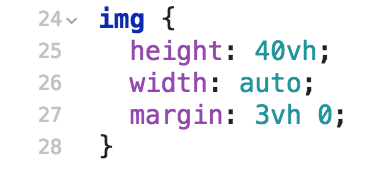 24 img {
25   height: 40vh;
26   width: auto;
27   margin: 3vh 0;
28 }